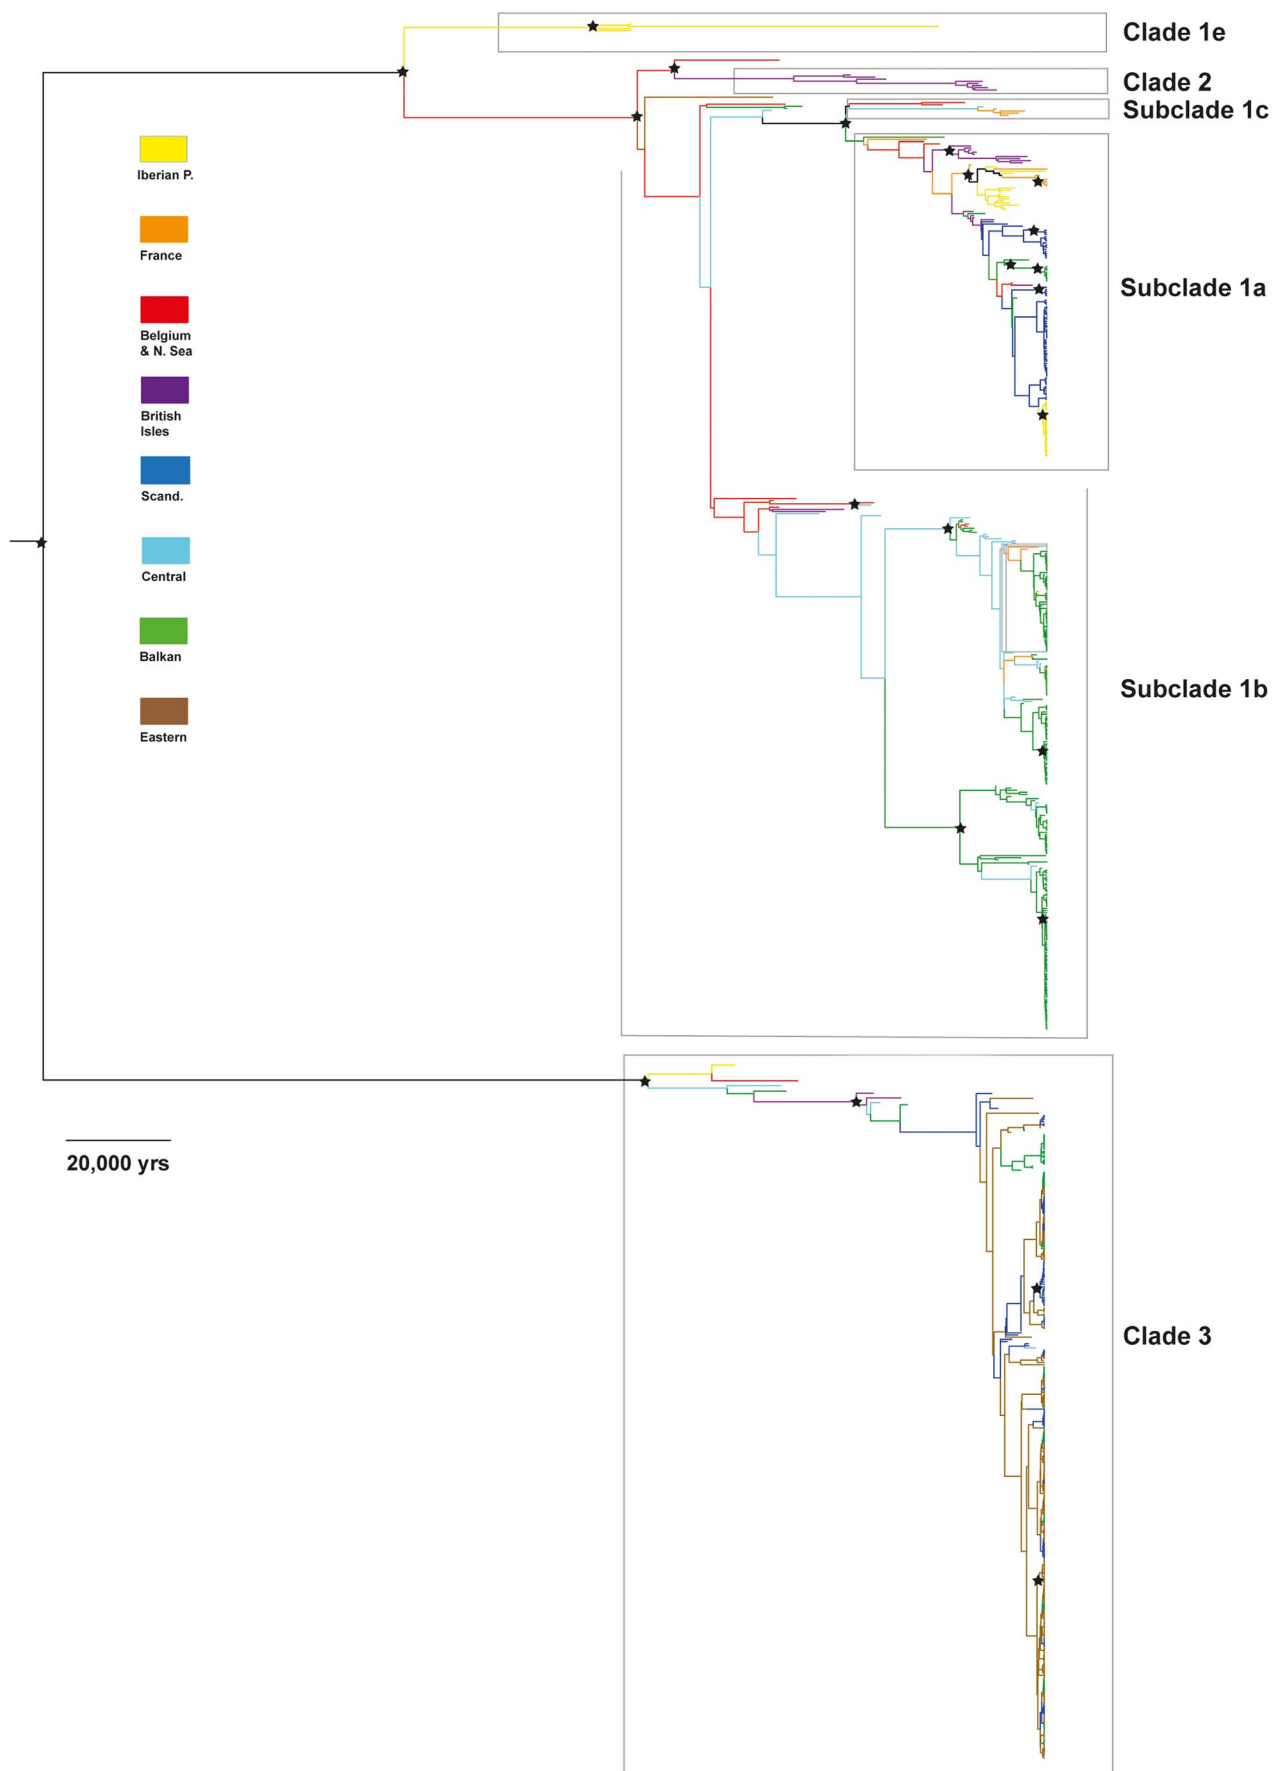 Clade 1e
Clade 2
Subclade 1c
Iberian P.
France
Subclade 1a
Belgium
& N. Sea
British
Isles
Scand.
Central
Balkan
Subclade 1b
Eastern
20,000 yrs
Clade 3